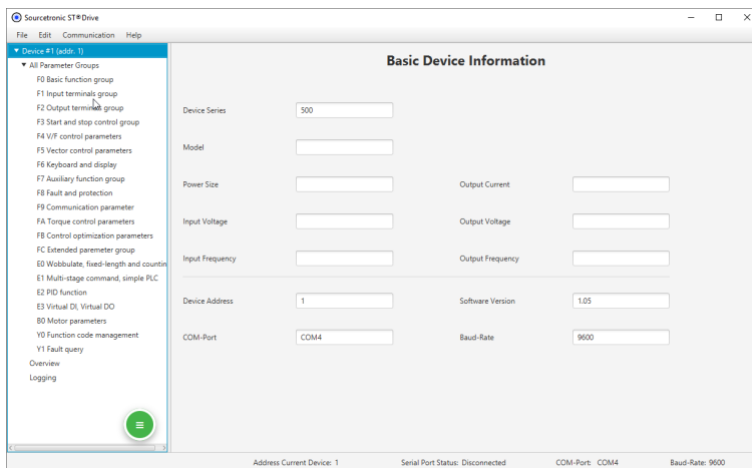 Sourcetronic ST®Drive
File Edit Communication Help
Device #1 (addr. 1)
All Parameter Groups
F0 Basic function group
F1 Input terminals group
F2 Output terminals group
F3 Start and stop control group
F4 V/F control parameters
F5 Vector control parameters
F6 Keyboard and display
F7 Auxiliary function group
F8 Fault and protection
F9 Communication parameter
FA Torque control parameters
FB Control optimization parameters
FC Extended paremeter group
E0 Wobbulate, fixed-length and countin
E1 Multi-stage command, simple PLC
E2 PID function
E3 Virtual DI, Virtual DO
B0 Motor parameters
Y0 Function code management
Y1 Fault query
Overview
Logging
Basic Device Information
Device Series 500
Model
Power Size Output Current
Input Voltage Output Voltage
Input Frequency Output Frequency
Device Address 1 Software Version 1.05
COM-Port COM4 Baud-Rate 9600
Address Current Device: 1 Serial Port Status: Disconnected COM-Port: COM4 Baud-Rate: 9600